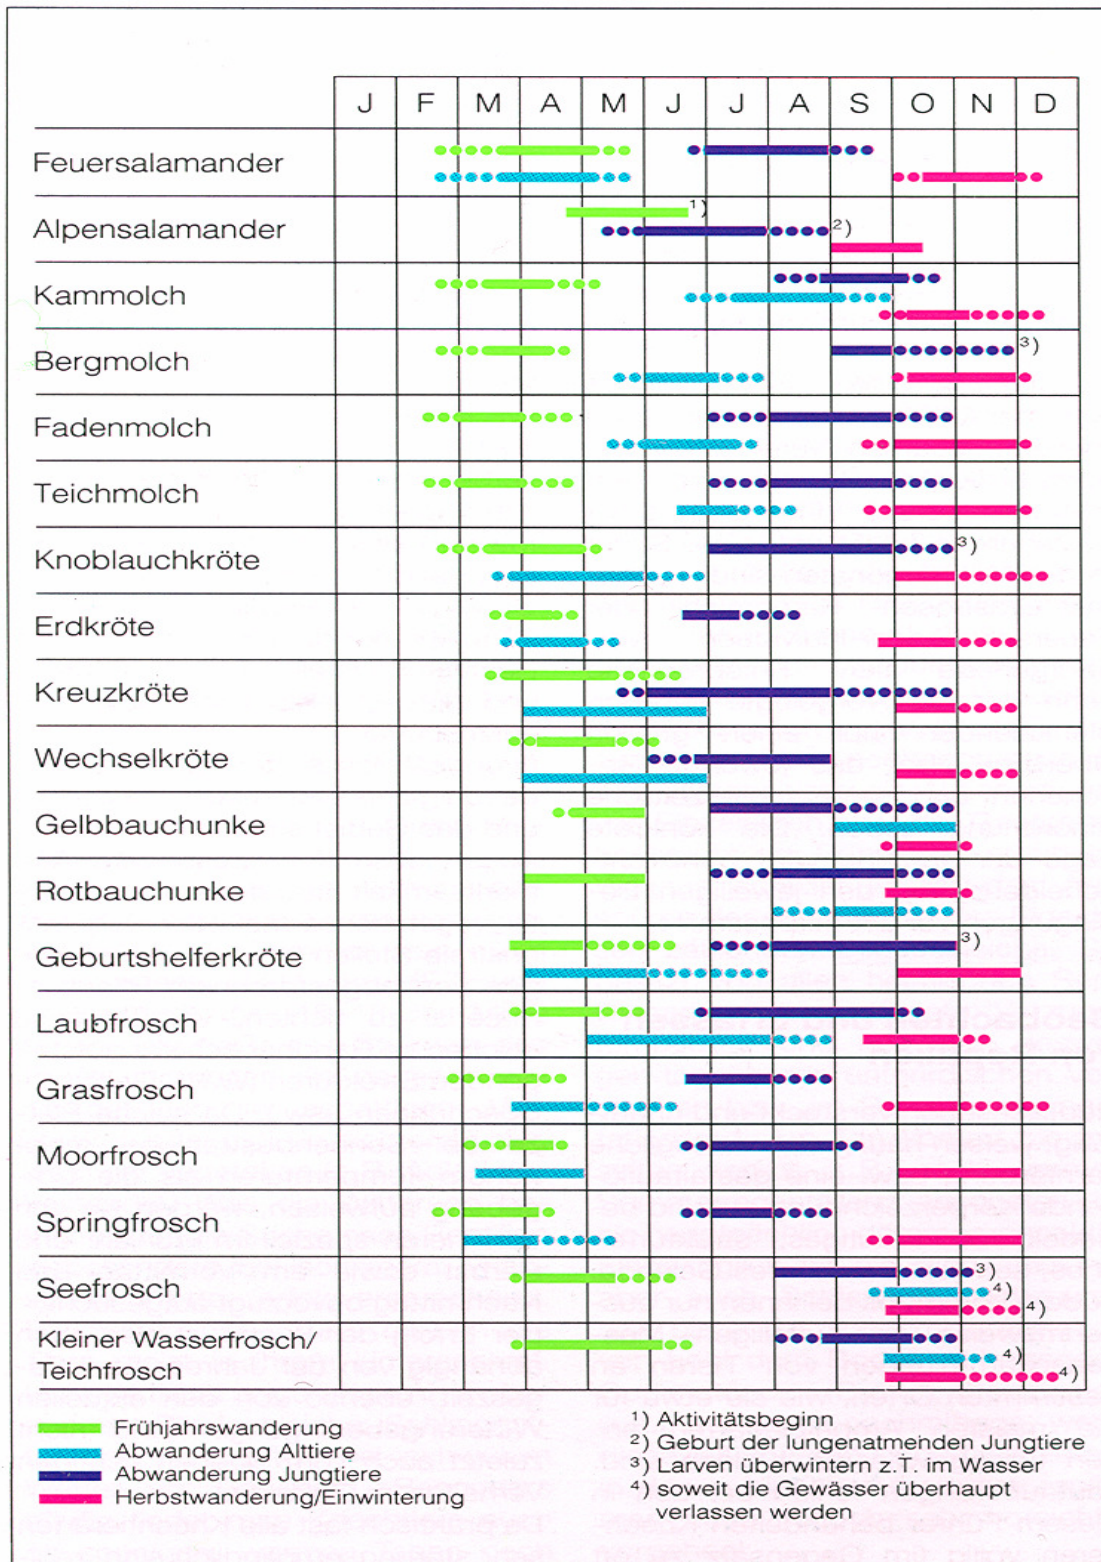 J F M A M J J A S O N D
Feuersalamander
1)
Alpensalamander 2)
Kammolch
Bergmolch 3)
Fadenmolch
Teichmolch
Knoblauchkröte 3)
Erdkröte
Kreuzkröte
Wechselkröte
Gelbbauchunke
Rotbauchunke
Geburtshelferkröte 3)
Laubfrosch
Grasfrosch
Moorfrosch
Springfrosch
Seefrosch 3)
4)
4)
Kleiner Wasserfrosch/
4)
Teichfrosch 4)
Frühjahrswanderung
Abwanderung Alttiere
Abwanderung Jungtiere
Herbstwanderung/Einwinterung
1) Aktivitätsbeginn
2) Geburt der lungenatmenden Jungtiere
3) Larven überwintern z.T. im Wasser
4) soweit die Gewässer überhaupt
verlassen werden